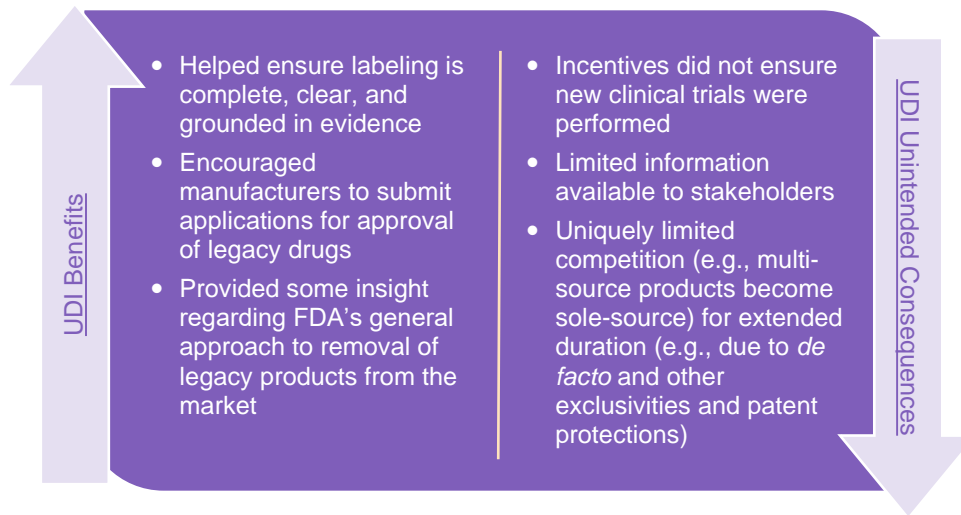 UDI Benefits
• Helped ensure labeling is
complete, clear, and
grounded in evidence
• Encouraged
manufacturers to submit
applications for approval
of legacy drugs
• Provided some insight
regarding FDA’s general
approach to removal of
legacy products from the
market
• Incentives did not ensure
new clinical trials were
performed
• Limited information
available to stakeholders
• Uniquely limited
competition (e.g., multi-
source products become
sole-source) for extended
duration (e.g., due to de
facto and other
exclusivities and patent
protections)
UDI Unintended Consequences